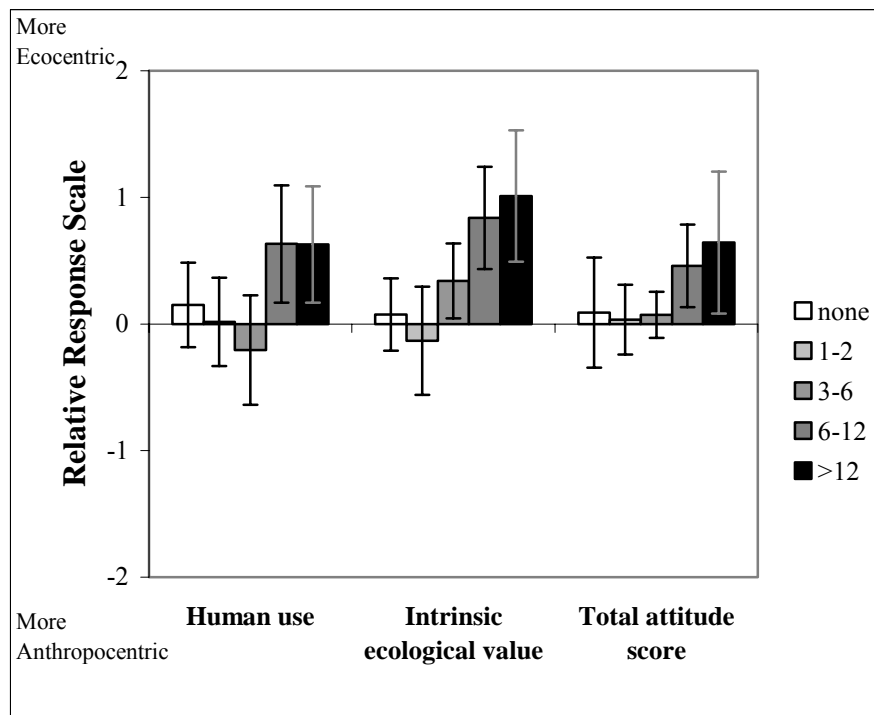 More
Ecocentric
2
1
0
-1
-2
Relative Response Scale
none
1-2
3-6
6-12
>12
Human use
Intrinsic
ecological value
Total attitude
score
More
Anthropocentric